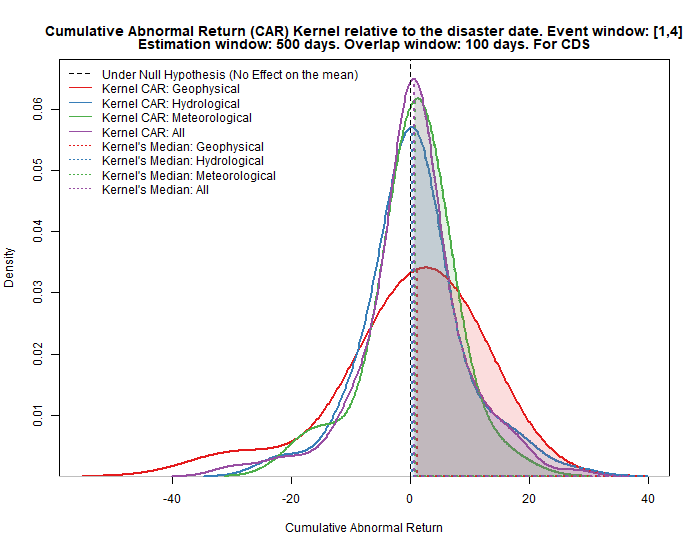 Cumulative Abnormal Return (CAR) Kernel relative to the disaster date. Event window: [1,4]
Estimation window: 500 days. Overlap window: 100 days. For CDS
Under Null Hypothesis (No Effect on the mean)
Kernel CAR: Geophysical
Kernel CAR: Hydrological
Kernel CAR: Meteorological
Kernel CAR: All
Kernel's Median: Geophysical
Kernel's Median: Hydrological
Kernel's Median: Meteorological
Kernel's Median: All
0.06
0.05
0.04
0.03
0.02
0.01
Density
-40 -20 0 20 40
Cumulative Abnormal Return